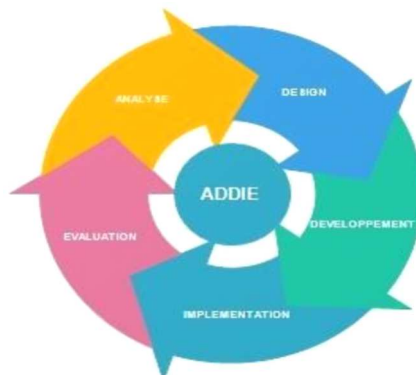 ANALYSE
DESIGN
ADDIE
DEVELOPPEMENT
EVALUATION
IMPLEMENTATION